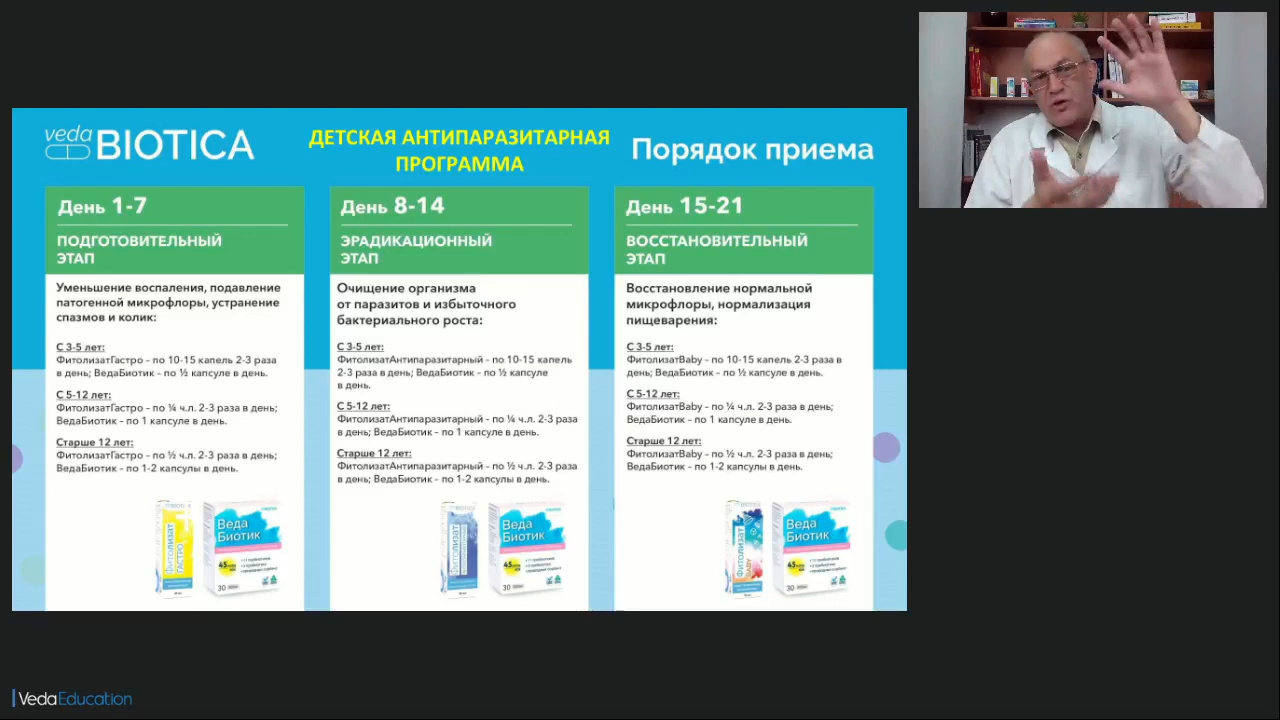 veda BIOTICA
ДЕТСКАЯ АНТИПАРАЗИТАРНАЯ
ПРОГРАММА
Порядок приема
День 1-7
ПОДГОТОВИТЕЛЬНЫЙ
ЭТАП
Уменьшение воспаления, подавление
патогенной микрофлоры, устранение
спазмов и колик:
С 3-5 лет:
ФитолизатГастро – по 10-15 капель 2-3 раза
в день; ВедаБиотик – по ½ капсуле в день.
С 5-12 лет:
ФитолизатГастро – по ¼ ч.л. 2-3 раза в день;
ВедаБиотик – по 1 капсуле в день.
Старше 12 лет:
ФитолизатГастро – по ½ ч.л. 2-3 раза в день;
ВедаБиотик – по 1-2 капсулы в день.
ФИТОЛИЗАТ
ГАСТРО
Веда
Биотик
45
30
День 8-14
ЭРАДИКАЦИОННЫЙ
ЭТАП
Очищение организма
от паразитов и избыточного
бактериального роста:
С 3-5 лет:
ФитолизатАнтипаразитарный – по 10-15 капель
2-3 раза в день; ВедаБиотик – по ½ капсуле
в день.
С 5-12 лет:
ФитолизатАнтипаразитарный – по ¼ ч.л. 2-3 раза
в день; ВедаБиотик – по 1 капсуле в день.
Старше 12 лет:
ФитолизатАнтипаразитарный – по ½ ч.л. 2-3 раза
в день; ВедаБиотик – по 1-2 капсулы в день.
ФИТОЛИЗАТ
Веда
Биотик
45
30
День 15-21
ВОССТАНОВИТЕЛЬНЫЙ
ЭТАП
Восстановление нормальной
микрофлоры, нормализация
пищеварения:
С 3-5 лет:
ФитолизатBaby – по 10-15 капель 2-3 раза в
день; ВедаБиотик – по ½ капсуле в день.
С 5-12 лет:
ФитолизатBaby – по ¼ ч.л. 2-3 раза в день;
ВедаБиотик – по 1 капсуле в день.
Старше 12 лет:
ФитолизатBaby – по ½ ч.л. 2-3 раза в день;
ВедаБиотик – по 1-2 капсулы в день.
ФИТОЛИЗАТ
BABY
Веда
Биотик
45
30
VedaEducation